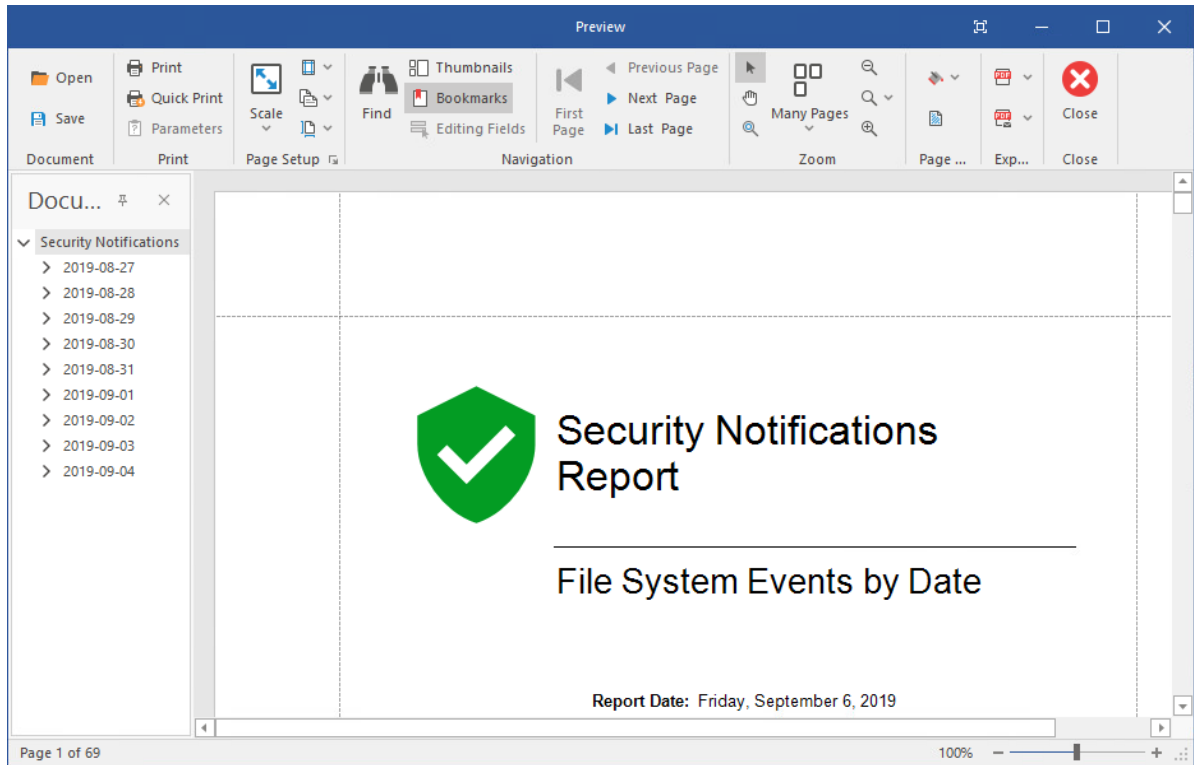 Preview
Open
Save
Document
Print
Quick Print
Parameters
Print
Scale
Page Setup
Find
Thumbnails
Bookmarks
Editing Fields
First
Page
Previous Page
Next Page
Last Page
Navigation
Many Pages
Zoom
Page ...
PDF
PDF
Exp...
Close
Close
Docu...
Security Notifications
2019-08-27
2019-08-28
2019-08-29
2019-08-30
2019-08-31
2019-09-01
2019-09-02
2019-09-03
2019-09-04
Security Notifications
Report
File System Events by Date
Report Date: Friday, September 6, 2019
Page 1 of 69
100%